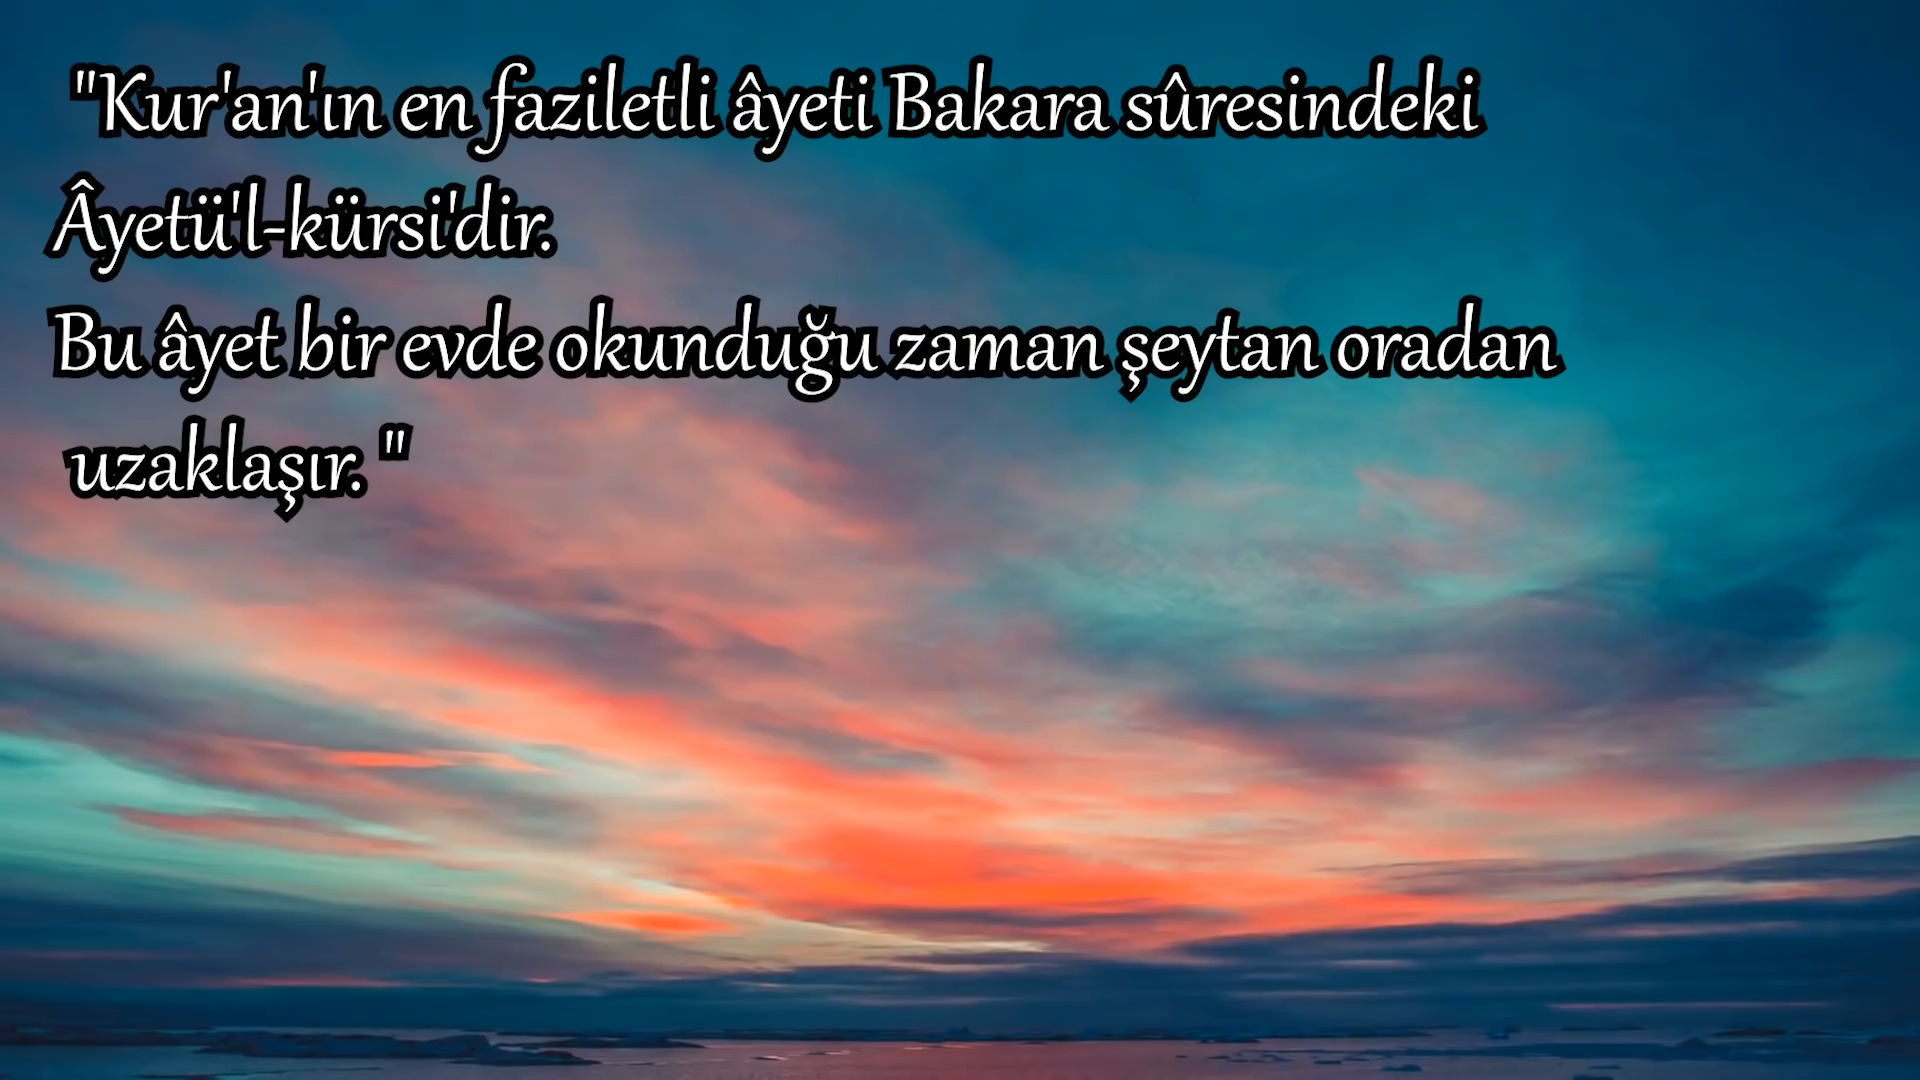 "Kur'an'ın en faziletli âyeti Bakara sûresindeki
Âyetü'l-kürsi'dir.
Bu âyet bir evde okunduğu zaman şeytan oradan
uzaklaşır. "